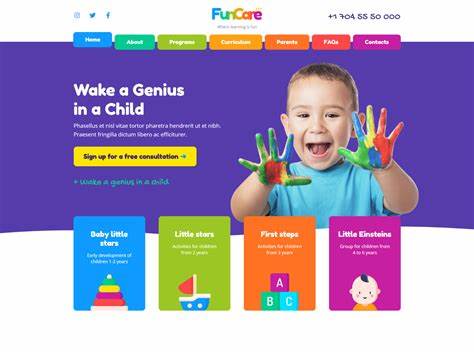 FunCare
Where learning is fun
+1 704 55 50 000
Home
About
Programs
Curriculum
Parents
FAQs
Contacts
Wake a Genius
in a Child
Phasellus et nisl vitae tortor pharetra hendrerit ut et nibh.
Praesent fringilla dictum libero ac efficiturer.
Sign up for a free consultation →
+ Wake a genius in a child
Baby little
stars
Early development of
children 1-2 years
Little stars
Activities for children
from 2 years
First steps
Activities for children
from 3 years
A
B C
Little Einsteins
Group for children from
4 to 6 years